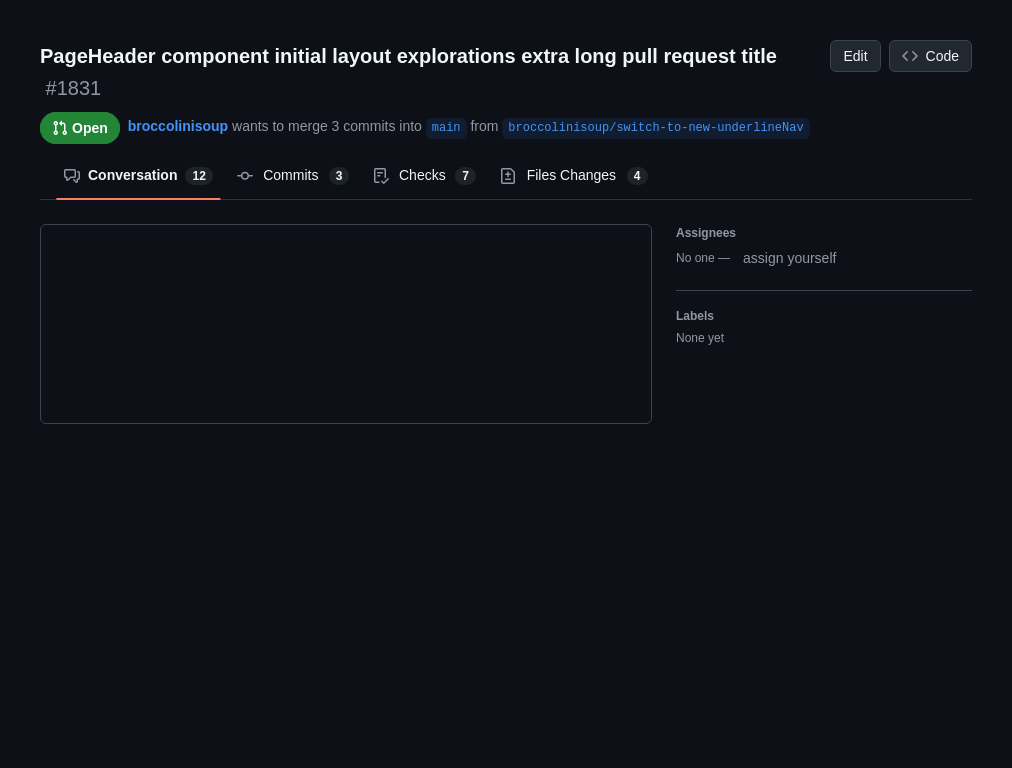 PageHeader component initial layout explorations extra long pull request title
#1831
Edit
Code
Open
broccolinisoup wants to merge 3 commits into main from broccolinisoup/switch-to-new-underlineNav
Conversation 12
Commits 3
Checks 7
Files Changes 4
Assignees
No one — assign yourself
Labels
None yet